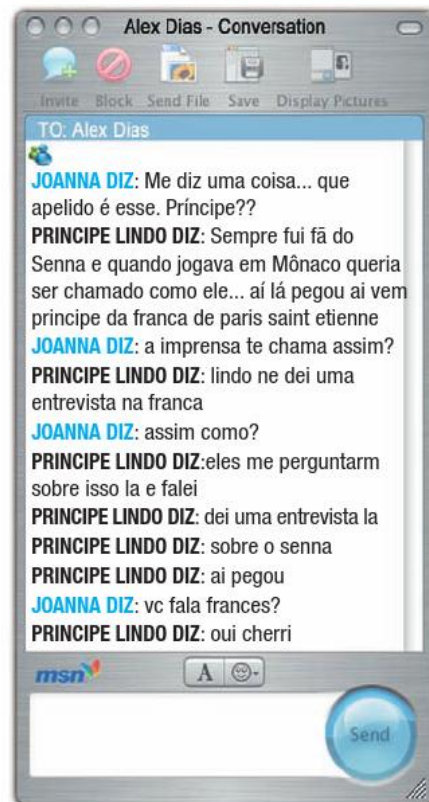 Alex Dias - Conversation
Invite Block Send File Save Display Pictures
TO: Alex Dias
JOANNA DIZ: Me diz uma coisa... que
apelido é esse. Príncipe??
PRINCIPE LINDO DIZ: Sempre fui fã do
Senna e quando jogava em Mônaco queria
ser chamado como ele... aí lá pegou ai vem
principe da franca de paris saint etienne
JOANNA DIZ: a imprensa te chama assim?
PRINCIPE LINDO DIZ: lindo ne dei uma
entrevista na franca
JOANNA DIZ: assim como?
PRINCIPE LINDO DIZ:eles me perguntarm
sobre isso la e falei
PRINCIPE LINDO DIZ: dei uma entrevista la
PRINCIPE LINDO DIZ: sobre o senna
PRINCIPE LINDO DIZ: ai pegou
JOANNA DIZ: vc fala frances?
PRINCIPE LINDO DIZ: oui cherri
msn A
Send